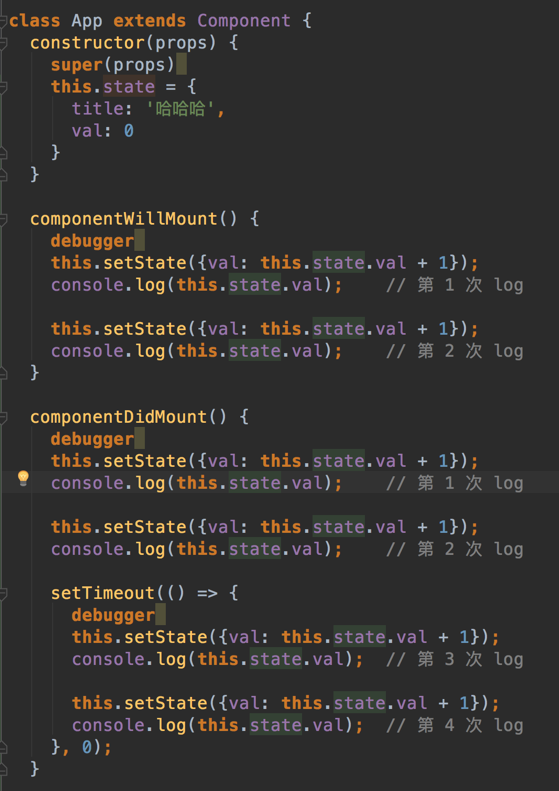 class App extends Component {
  constructor(props) {
    super(props)
    this.state = {
      title: '哈哈哈',
      val: 0
    }
  }

  componentWillMount() {
    debugger
    this.setState({val: this.state.val + 1});
    console.log(this.state.val);    // 第 1 次 log

    this.setState({val: this.state.val + 1});
    console.log(this.state.val);    // 第 2 次 log
  }

  componentDidMount() {
    debugger
    this.setState({val: this.state.val + 1});
    console.log(this.state.val);    // 第 1 次 log

    this.setState({val: this.state.val + 1});
    console.log(this.state.val);    // 第 2 次 log

    setTimeout(() => {
      debugger
      this.setState({val: this.state.val + 1});
      console.log(this.state.val);  // 第 3 次 log

      this.setState({val: this.state.val + 1});
      console.log(this.state.val);  // 第 4 次 log
    }, 0);
  }